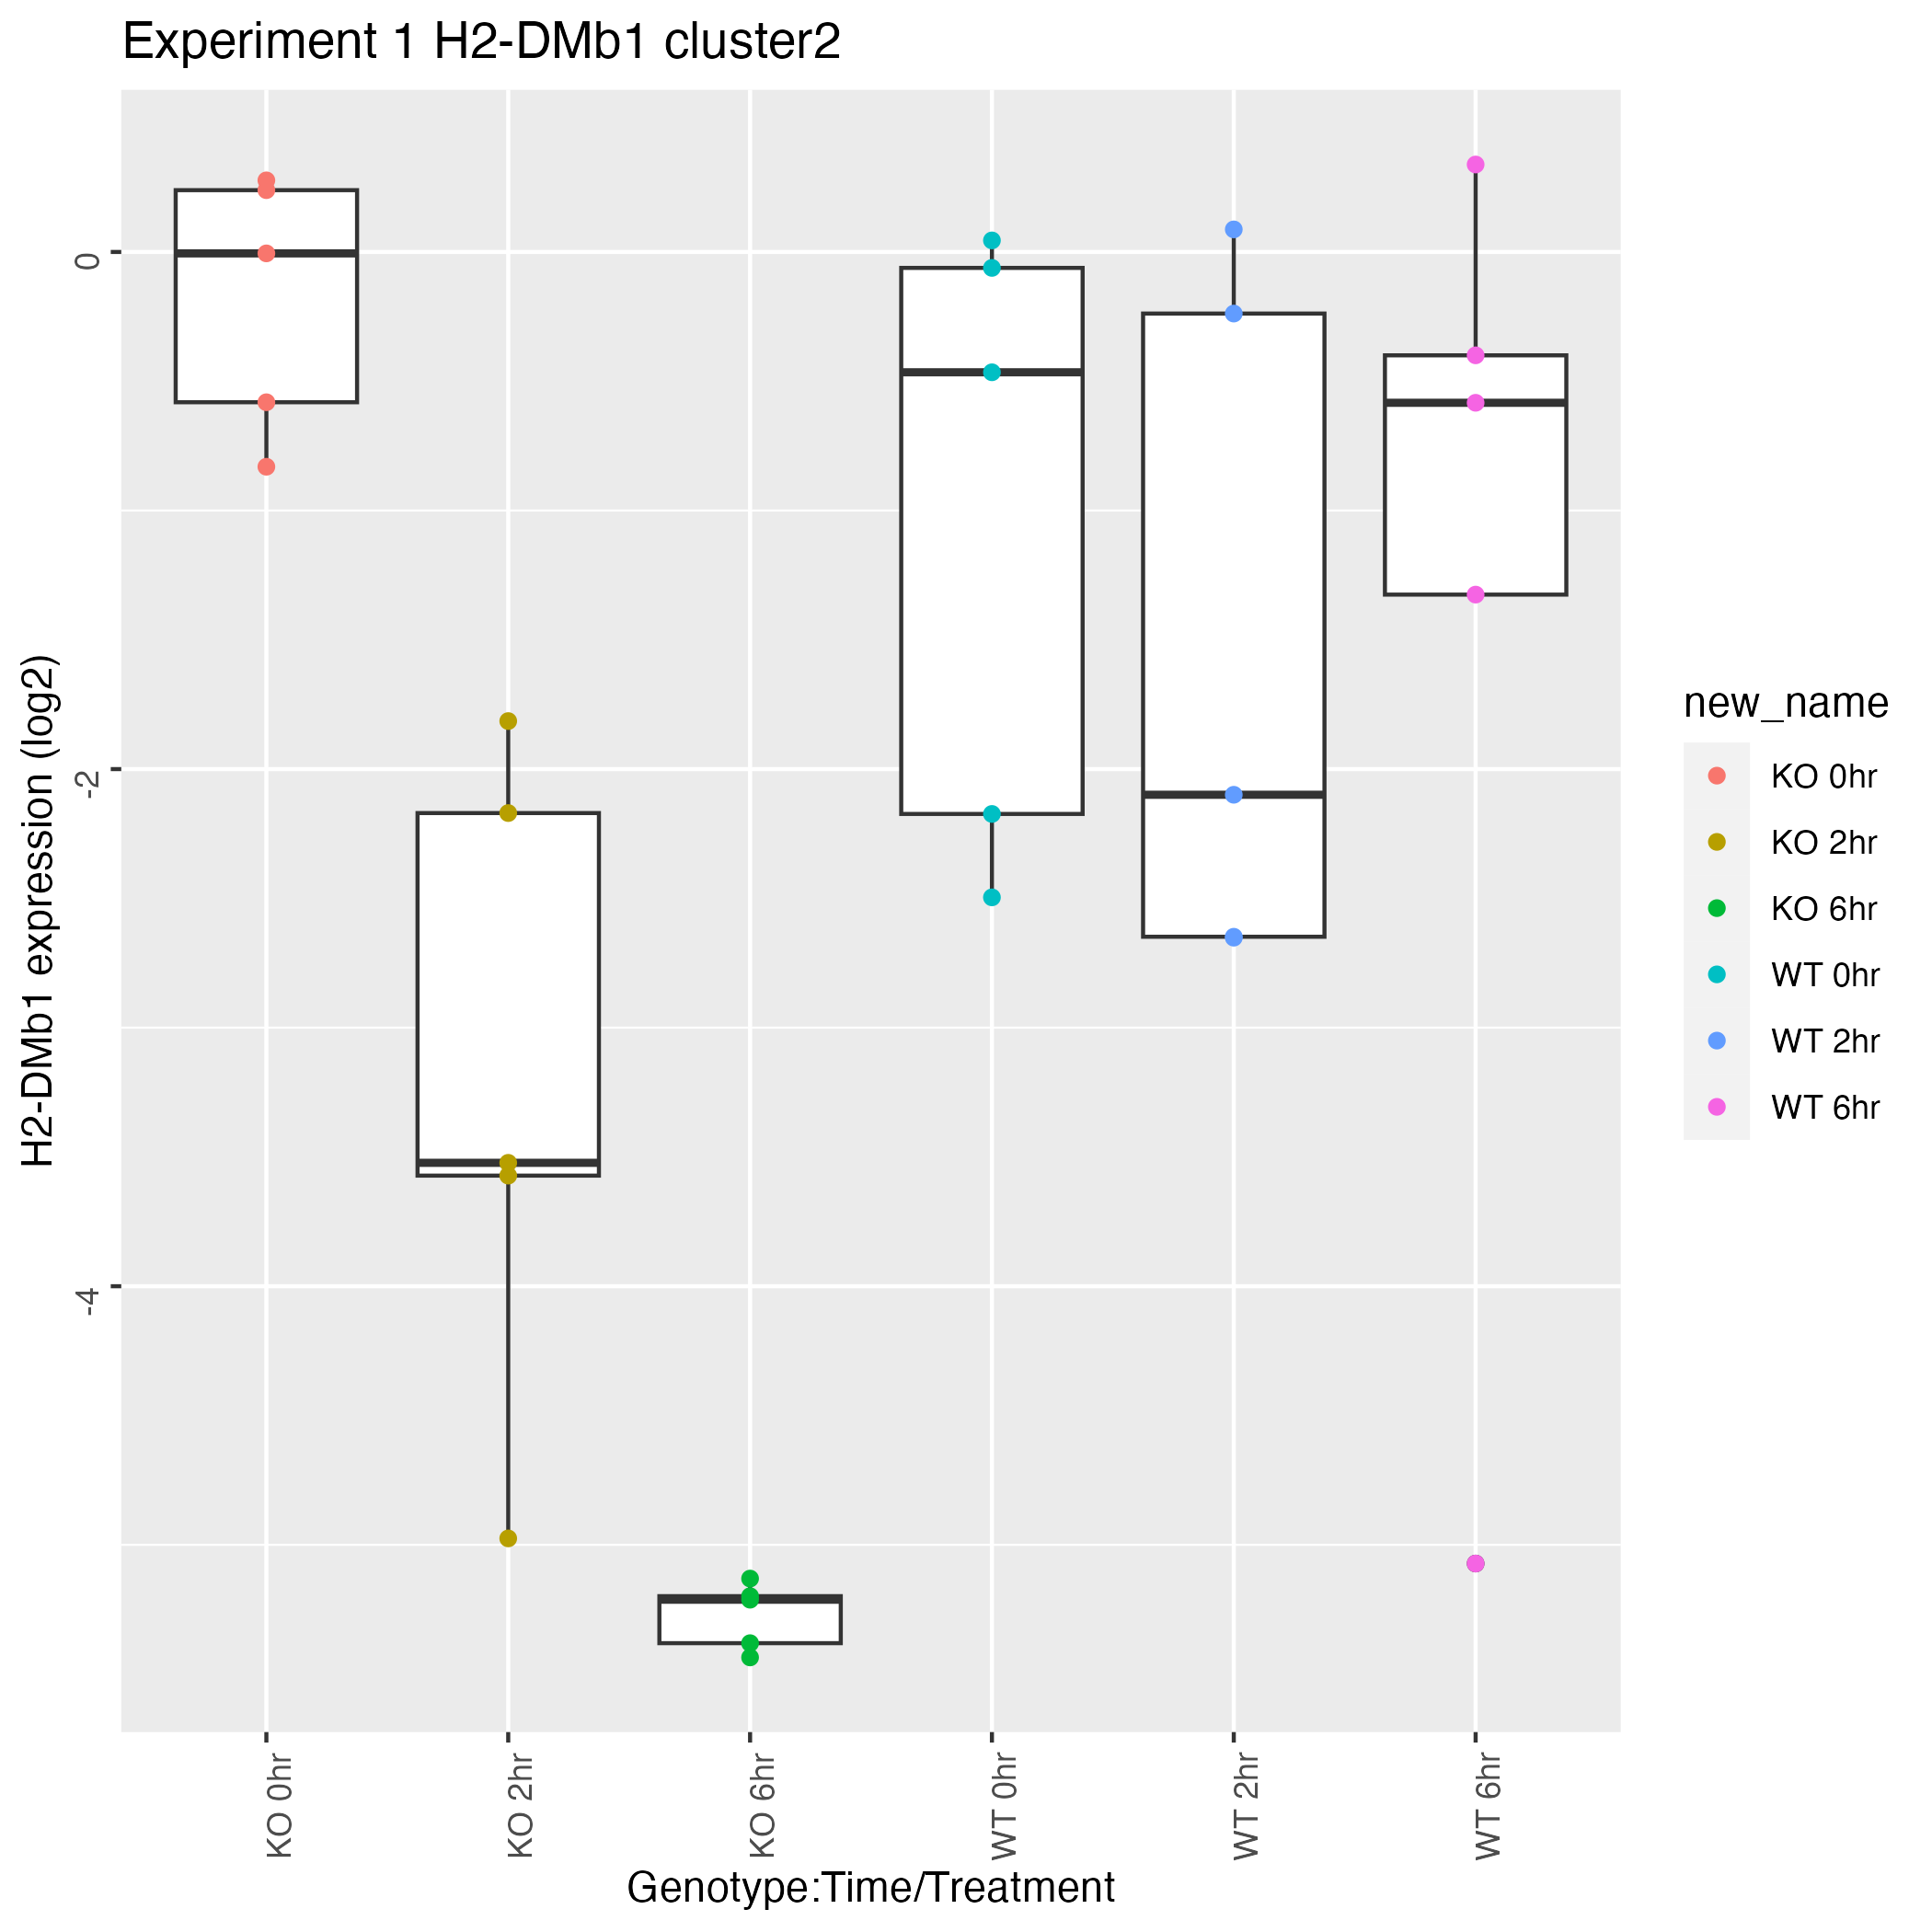 Experiment 1 H2-DMb1 cluster2
H2-DMb1 expression (log2)
0
-2
-4
KO 0hr
KO 2hr
KO 6hr
WT 0hr
WT 2hr
WT 6hr
Genotype:Time/Treatment
new_name
KO 0hr
KO 2hr
KO 6hr
WT 0hr
WT 2hr
WT 6hr